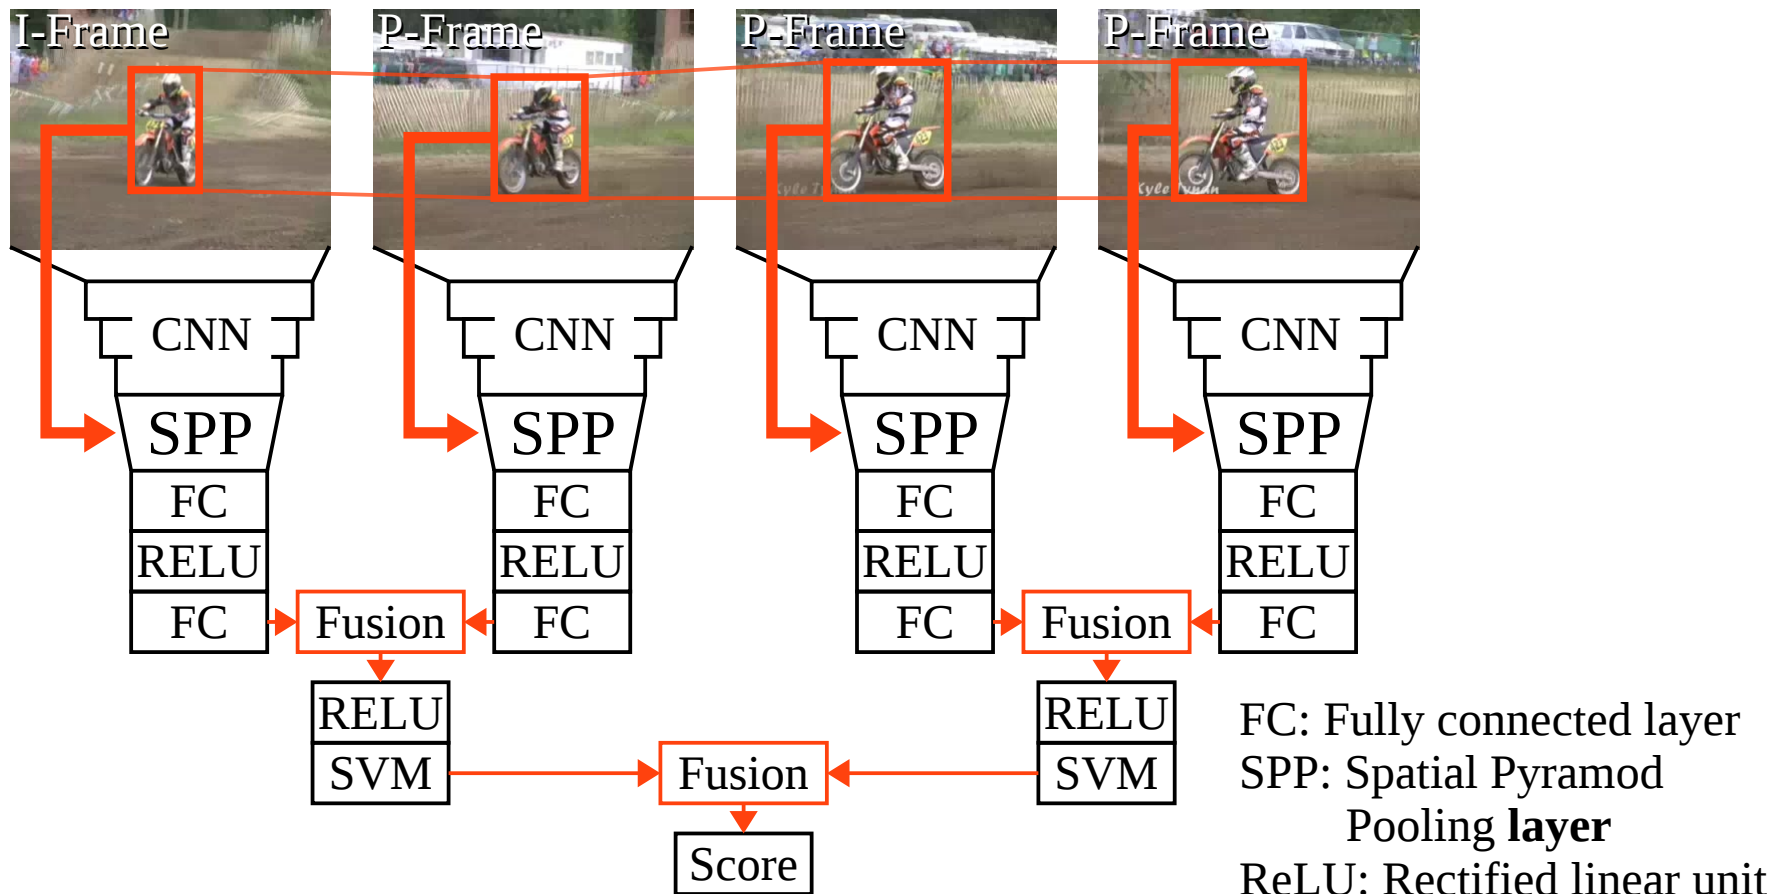 I-Frame P-Frame P-Frame P-Frame
Kyle Tynan
CNN CNN CNN CNN
SPP SPP SPP SPP
FC FC FC FC
RELU RELU RELU RELU
FC Fusion FC FC Fusion FC
RELU RELU
SVM Fusion SVM
Score
FC: Fully connected layer
SPP: Spatial Pyramod
Pooling layer
ReLU: Rectified linear unit